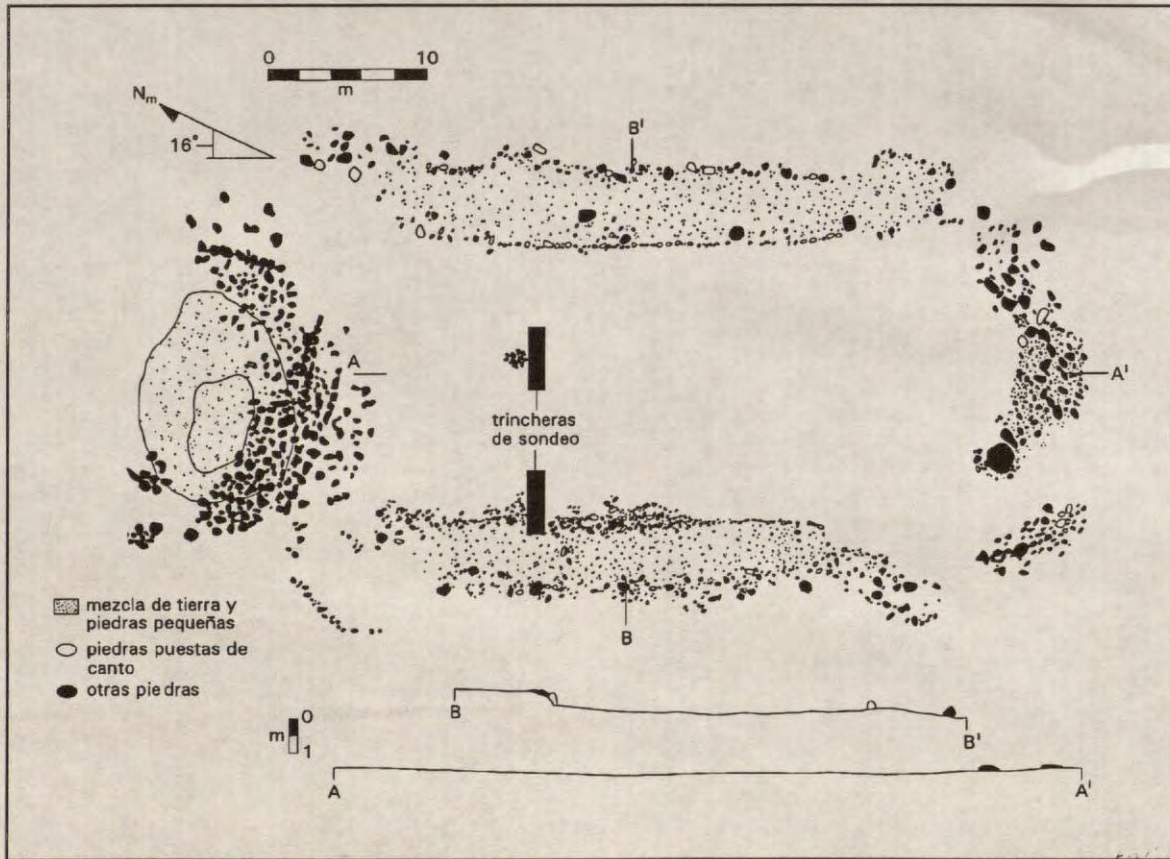 0 10
m
Nm
16°
B'
A
A'
trincheras
de sondeo
B
mezcla de tierra y
piedras pequeñas
piedras puestas de
canto
otras piedras
m 0
1
B
B'
A
A'